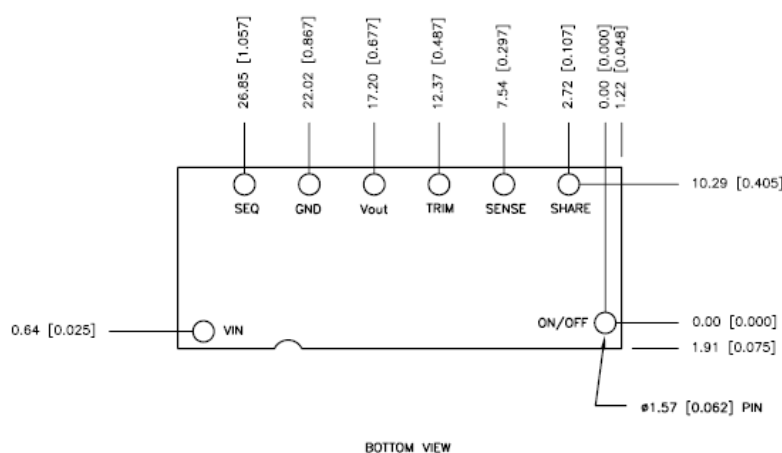 26.85 [1.057]
22.02 [0.867]
17.20 [0.677]
12.37 [0.487]
7.54 [0.297]
2.72 [0.107]
0.00 [0.000]
1.22 [0.048]
10.29 [0.405]
SEQ GND Vout TRIM SENSE SHARE
0.64 [0.025] VIN ON/OFF 0.00 [0.000]
1.91 [0.075]
ø1.57 [0.062] PIN
BOTTOM VIEW